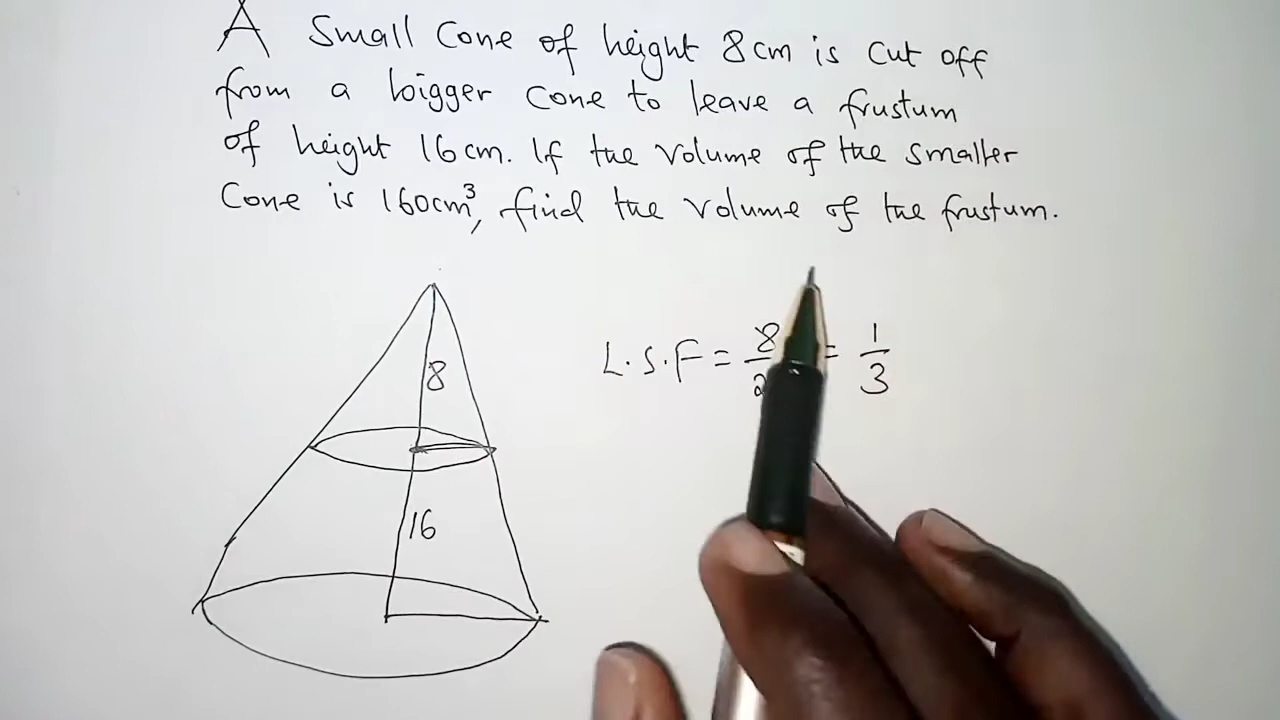 A Small Cone of height 8cm is cut off
from a bigger Cone to leave a frustum
of height 16cm. If the volume of the smaller
Cone is 160cm³, find the volume of the frustum.
L.S.F = 8/2 = 1/3
8
16